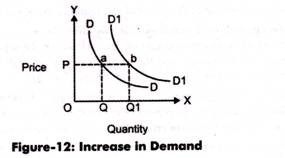 Y
D D1
Price P a b
D1
D
O Q Q1 X
Quantity
Figure-12: Increase in Demand